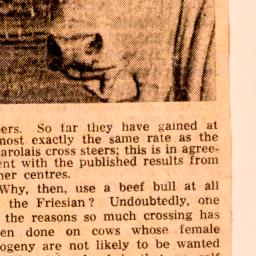 ers. So far they have gained at
most exactly the same rate as the
arolais cross steers; this is in agree-
ent with the published results from
her centres.
Why, then, use a beef bull at all
the Friesian? Undoubtedly, one
the reasons so much crossing has
en done on cows whose female
ogeny are not likely to be wanted